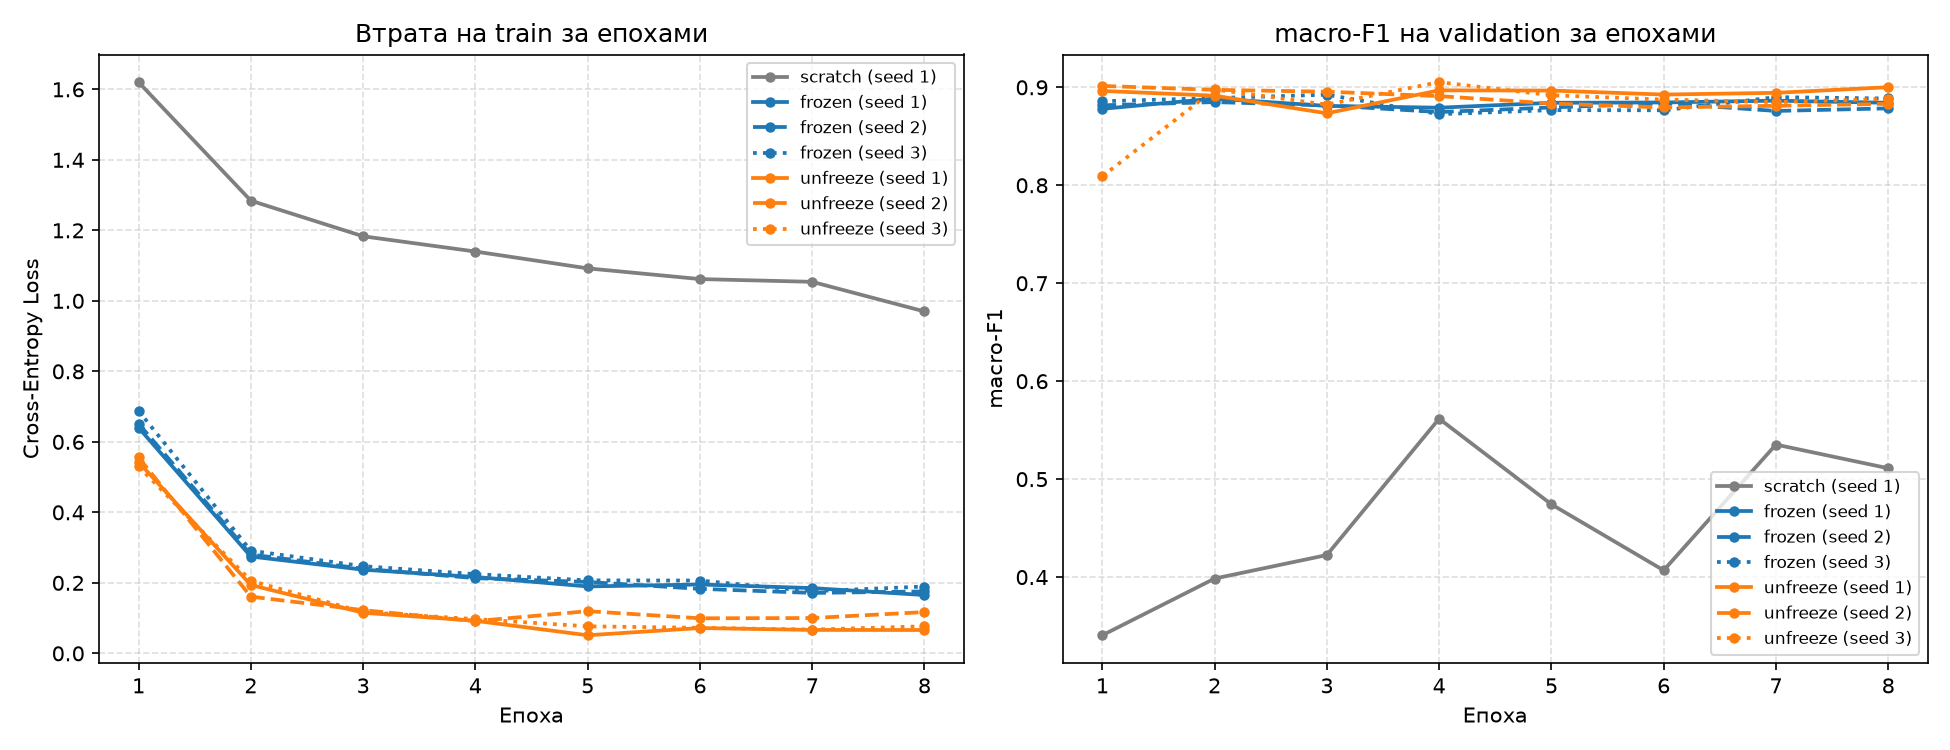 Втрата на train за епохами
Cross-Entropy Loss
1.6
1.4
1.2
1.0
0.8
0.6
0.4
0.2
0.0
scratch (seed 1)
frozen (seed 1)
frozen (seed 2)
frozen (seed 3)
unfreeze (seed 1)
unfreeze (seed 2)
unfreeze (seed 3)
1 2 3 4 5 6 7 8
Епоха
macro-F1 на validation за епохами
macro-F1
0.9
0.8
0.7
0.6
0.5
0.4
scratch (seed 1)
frozen (seed 1)
frozen (seed 2)
frozen (seed 3)
unfreeze (seed 1)
unfreeze (seed 2)
unfreeze (seed 3)
1 2 3 4 5 6 7 8
Епоха